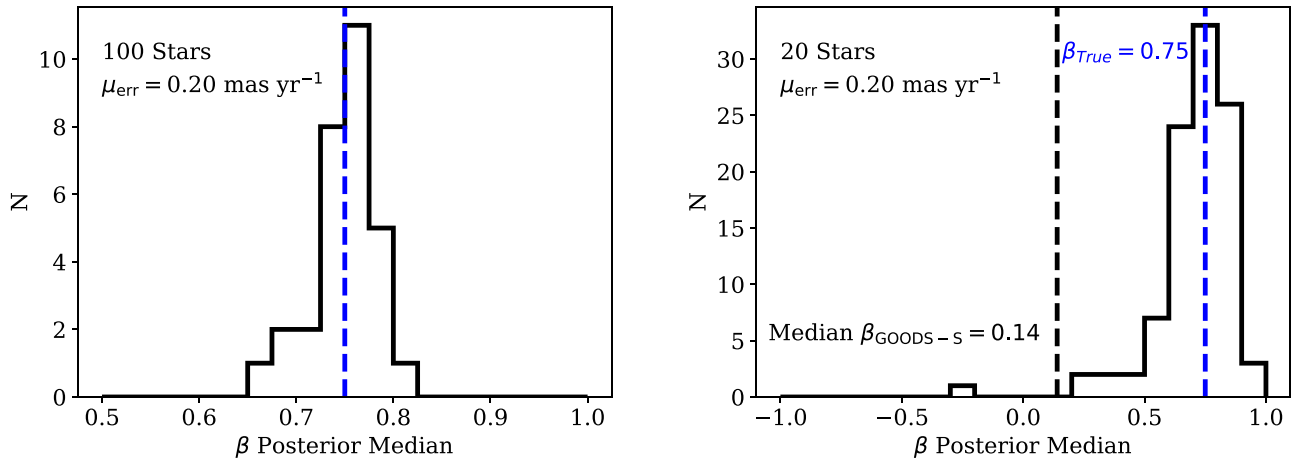 100 Stars
μerr = 0.20 mas yr−1
N
10
8
6
4
2
0
0.5 0.6 0.7 0.8 0.9 1.0
β Posterior Median
20 Stars
μerr = 0.20 mas yr−1
βTrue = 0.75
Median βGOODS−S = 0.14
N
30
25
20
15
10
5
0
−1.0 −0.5 0.0 0.5 1.0
β Posterior Median